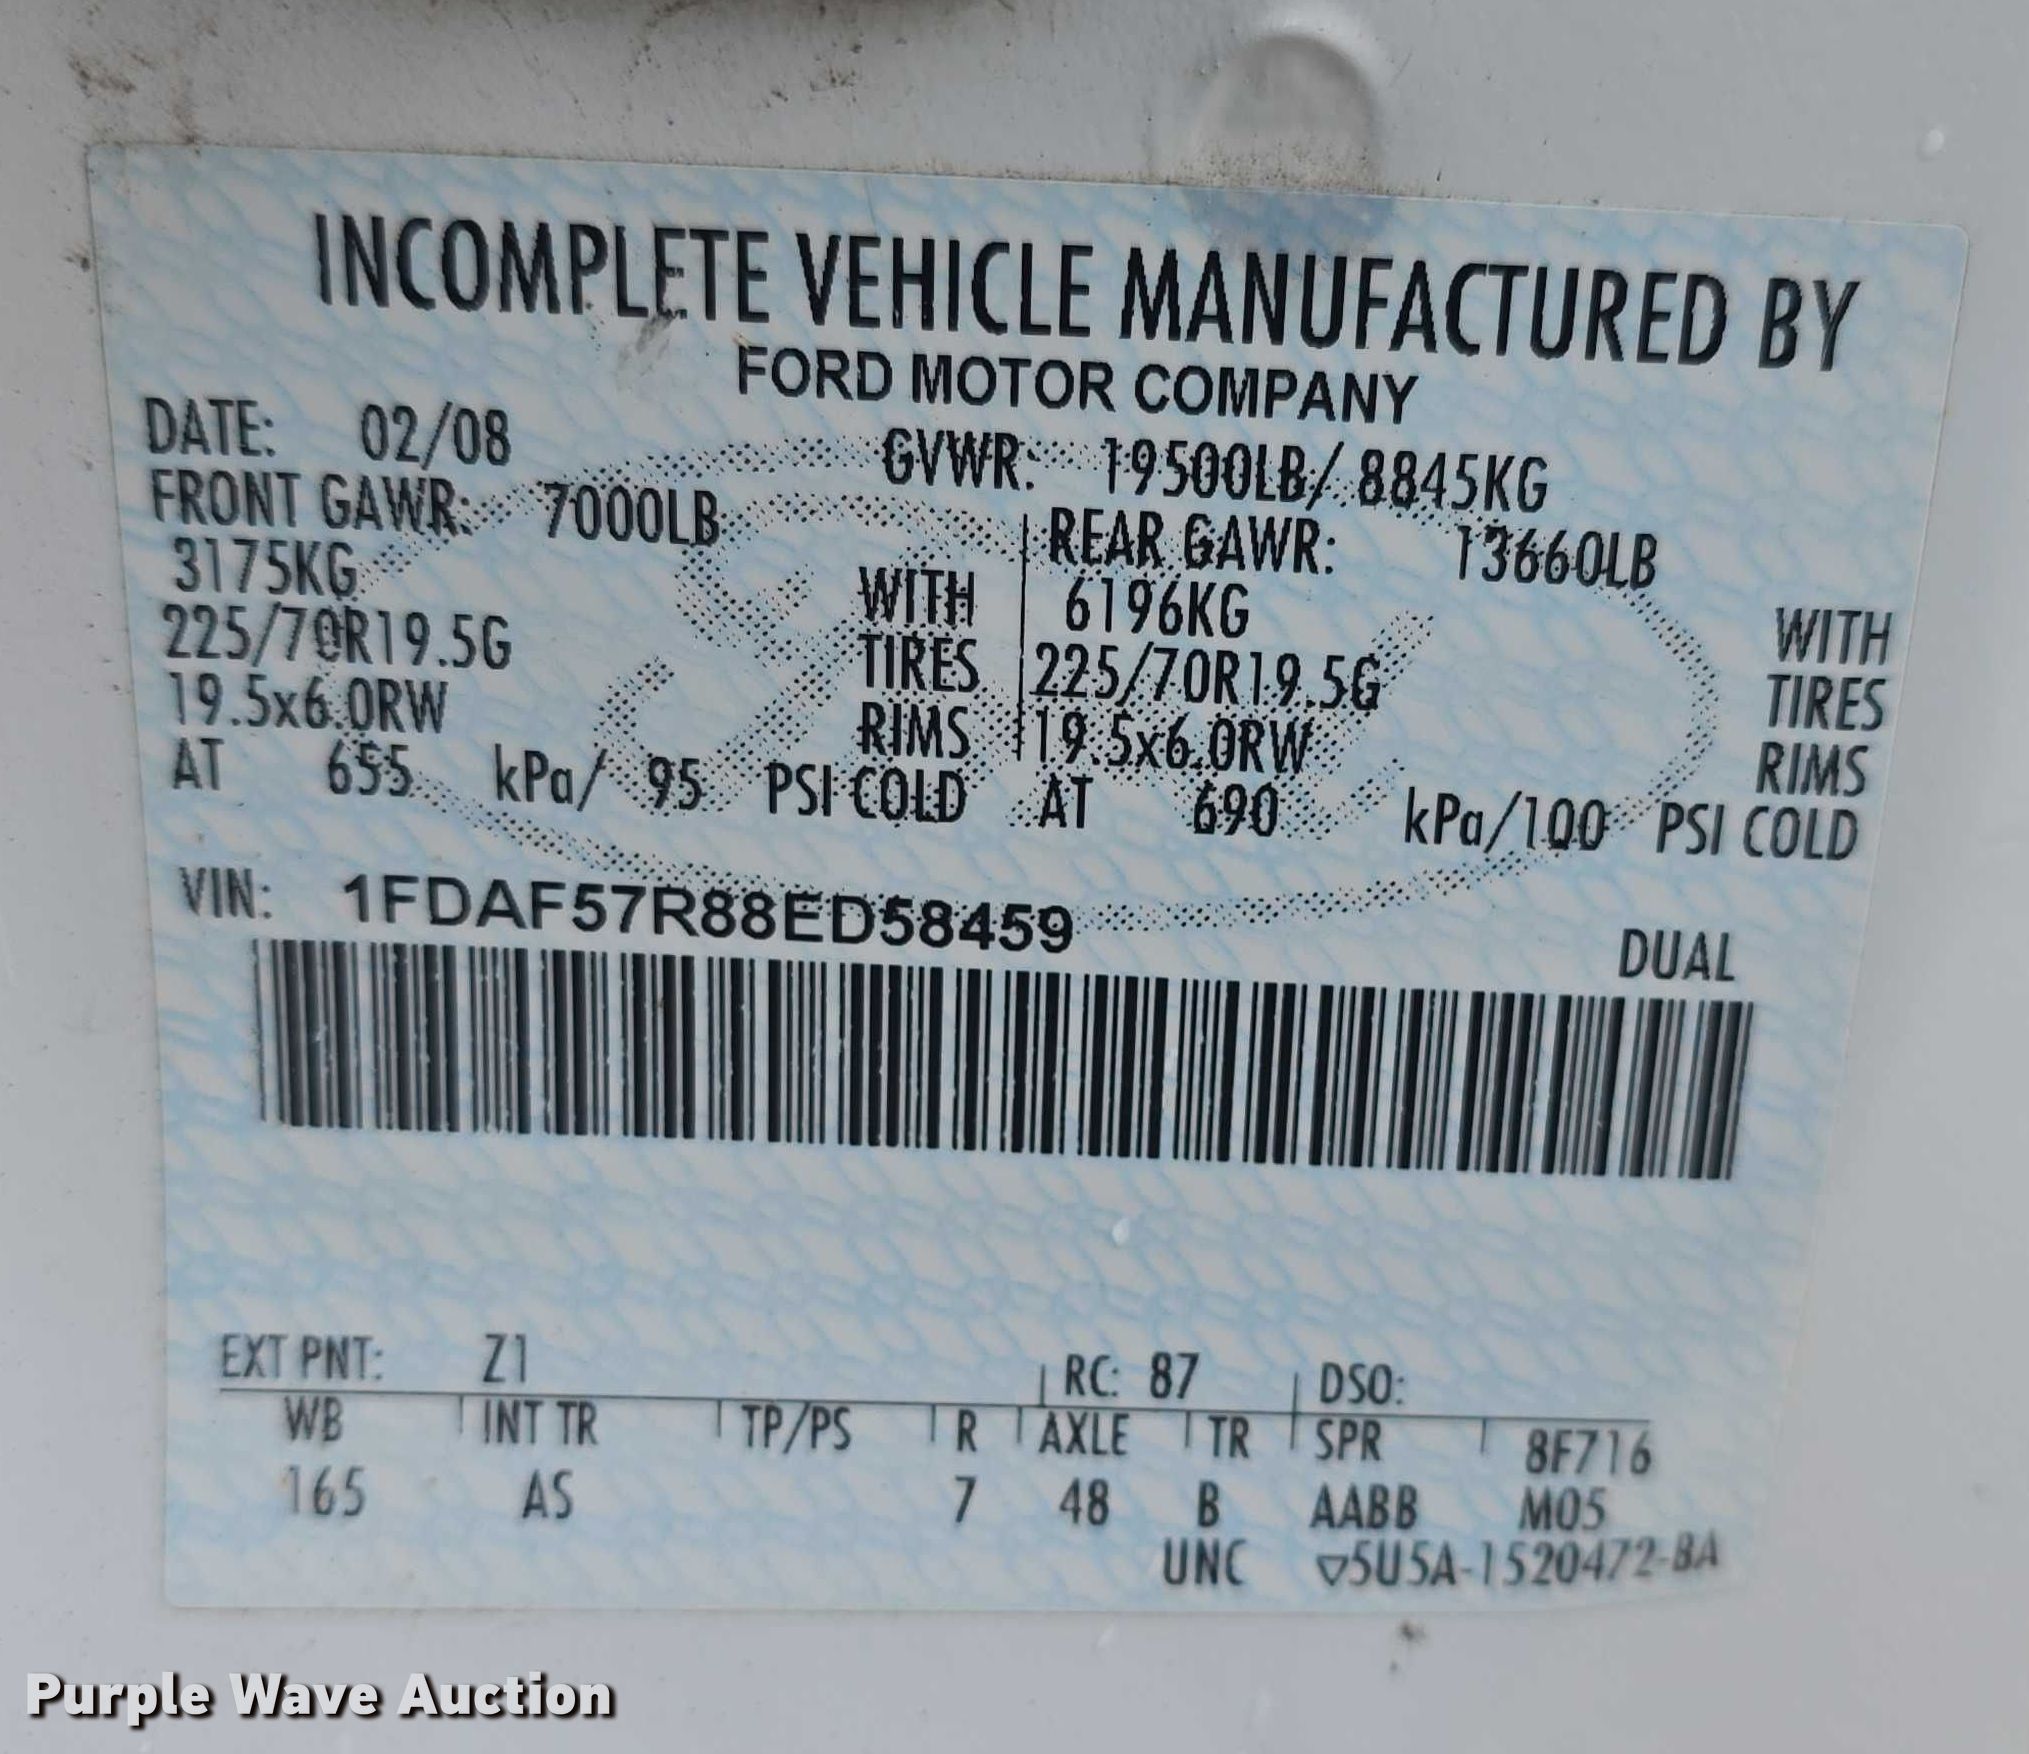 INCOMPLETE VEHICLE MANUFACTURED BY
FORD MOTOR COMPANY
DATE: 02/08 GVWR: 19500LB/ 8845KG
FRONT GAWR: 7000LB REAR GAWR: 13660LB
3175KG WITH 6196KG WITH
225/70R19.5G TIRES 225/70R19.5G TIRES
19.5x6.0RW RIMS 19.5x6.0RW RIMS
AT 655 kPa/ 95 PSI COLD AT 690 kPa/100 PSI COLD
VIN: 1FDAF57R88ED58459
DUAL
EXT PNT: Z1 RC: 87 DSO:
WB INT TR TP/PS R AXLE TR SPR 8F716
165 AS 7 48 B AABB M05
UNC ▽5U5A-1520472-BA
Purple Wave Auction